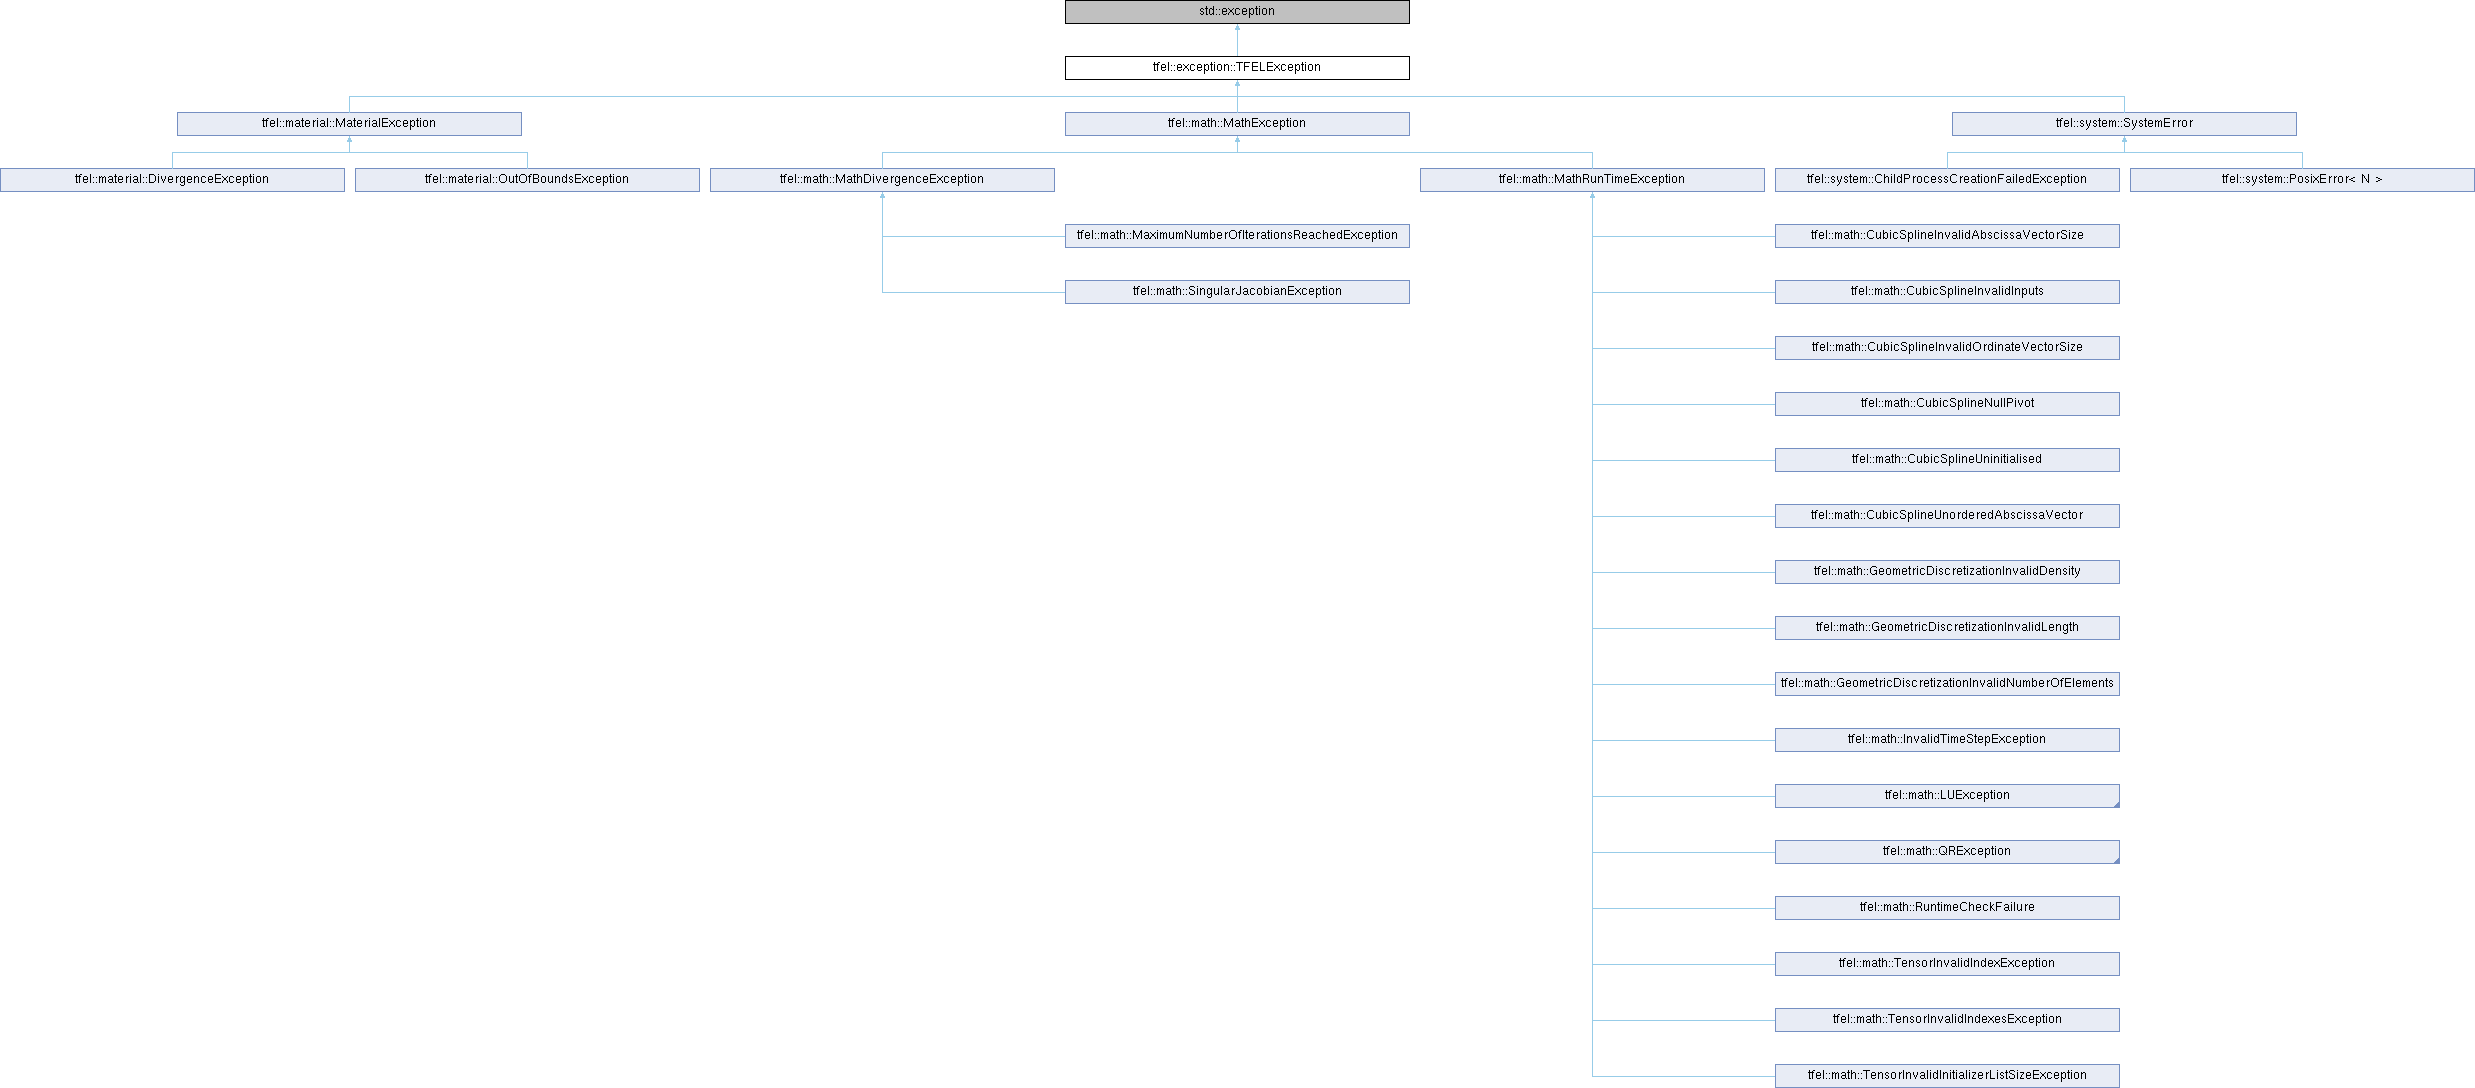 std::exception
tfel::exception::TFELException
tfel::material::MaterialException
tfel::math::MathException
tfel::system::SystemError
tfel::material::DivergenceException
tfel::material::OutOfBoundsException
tfel::math::MathDivergenceException
tfel::math::MathRunTimeException
tfel::system::ChildProcessCreationFailedException
tfel::system::PosixError< N >
tfel::math::MaximumNumberOfIterationsReachedException
tfel::math::CubicSplineInvalidAbscissaVectorSize
tfel::math::SingularJacobianException
tfel::math::CubicSplineInvalidInputs
tfel::math::CubicSplineInvalidOrdinateVectorSize
tfel::math::CubicSplineNullPivot
tfel::math::CubicSplineUninitialised
tfel::math::CubicSplineUnorderedAbscissaVector
tfel::math::GeometricDiscretizationInvalidDensity
tfel::math::GeometricDiscretizationInvalidLength
tfel::math::GeometricDiscretizationInvalidNumberOfElements
tfel::math::InvalidTimeStepException
tfel::math::LUException
tfel::math::QRException
tfel::math::RuntimeCheckFailure
tfel::math::TensorInvalidIndexException
tfel::math::TensorInvalidIndexesException
tfel::math::TensorInvalidInitializerListSizeException